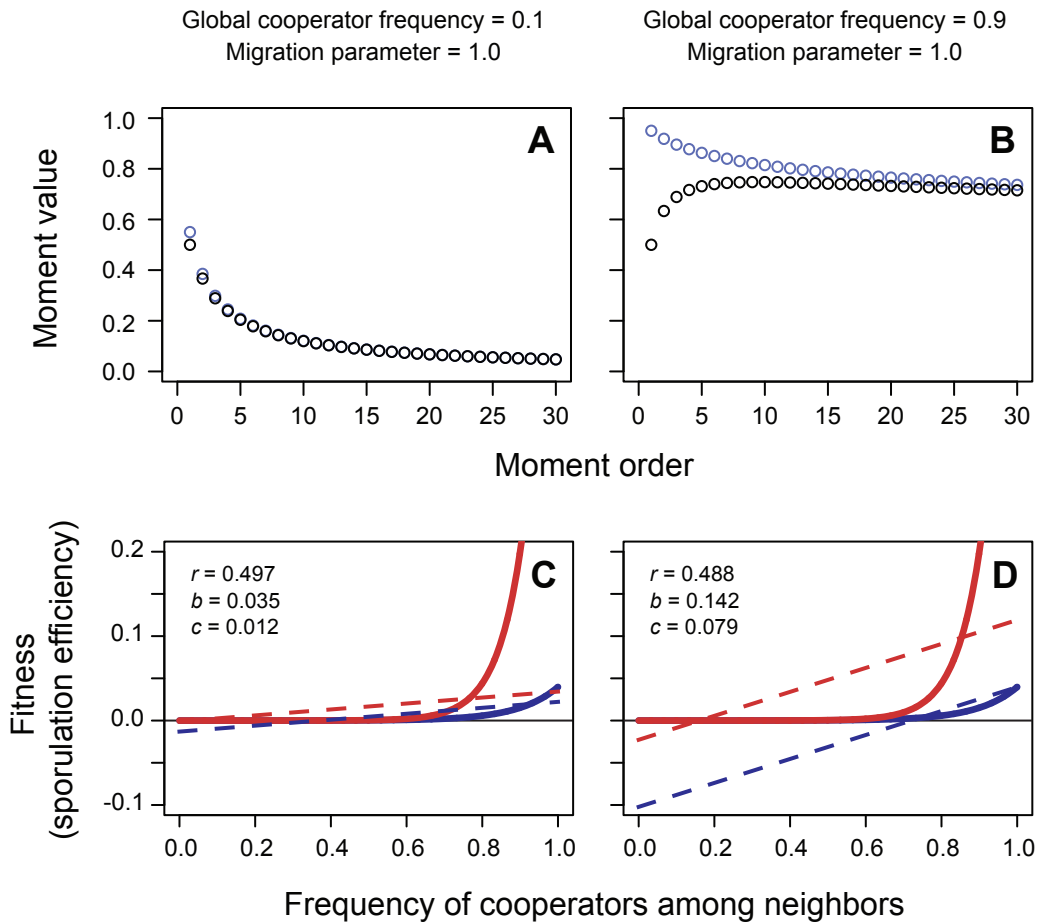 Global cooperator frequency = 0.1
Migration parameter = 1.0
Global cooperator frequency = 0.9
Migration parameter = 1.0
Moment value
1.0
0.8
0.6
0.4
0.2
0.0
A
B
0 5 10 15 20 25 30
0 5 10 15 20 25 30
Moment order
Fitness
(sporulation efficiency)
0.2
0.1
0.0
-0.1
r = 0.497
b = 0.035
c = 0.012
C
r = 0.488
b = 0.142
c = 0.079
D
0.0 0.2 0.4 0.6 0.8 1.0
0.0 0.2 0.4 0.6 0.8 1.0
Frequency of cooperators among neighbors